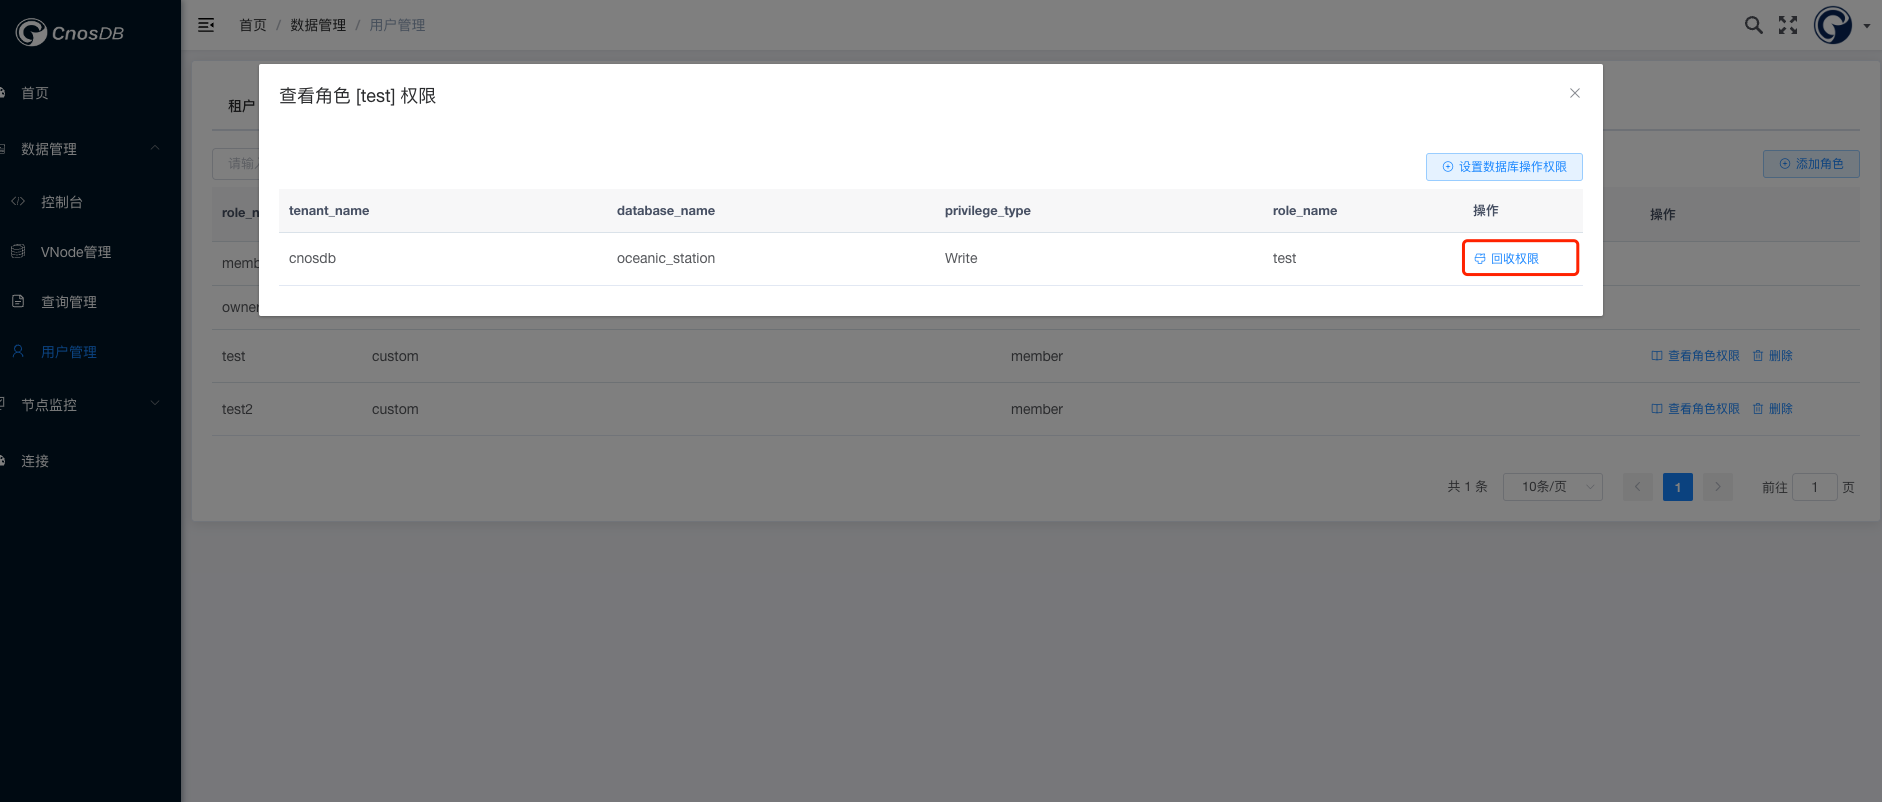 CnosDB
首页 / 数据管理 / 用户管理
首页
数据管理
控制台
VNode管理
查询管理
用户管理
节点监控
连接
租户
请输
添加角色
role_n 操作
memb
owner
test custom member 查看角色权限 删除
test2 custom member 查看角色权限 删除
共 1 条 10条/页 1 前往 1 页
查看角色 [test] 权限
设置数据库操作权限
tenant_name database_name privilege_type role_name 操作
cnosdb oceanic_station Write test 回收权限